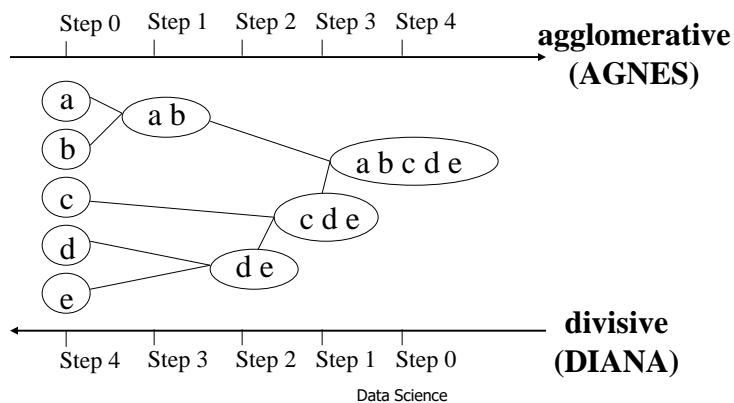 Step 0 Step 1 Step 2 Step 3 Step 4
agglomerative
(AGNES)
a
a b
b
a b c d e
c
c d e
d
d e
e
divisive
(DIANA)
Step 4 Step 3 Step 2 Step 1 Step 0
Data Science